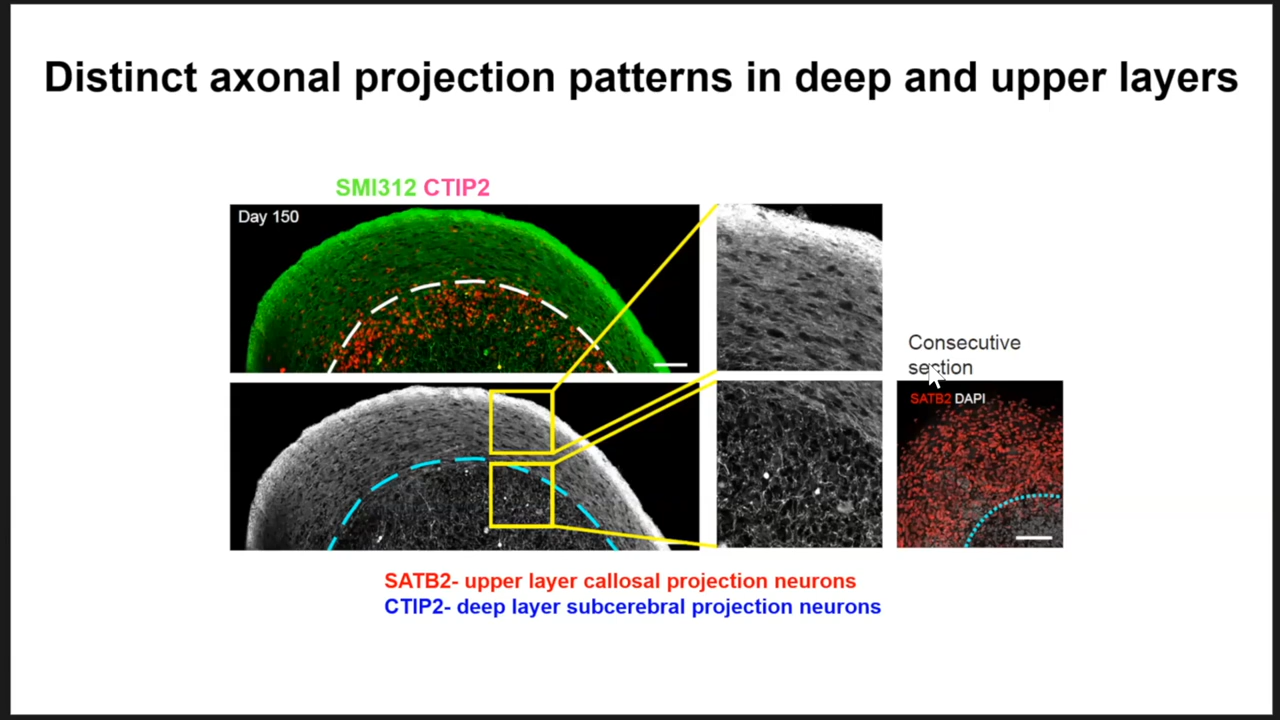 Distinct axonal projection patterns in deep and upper layers
SMI312 CTIP2
Day 150
Consecutive
section
SATB2 DAPI
SATB2- upper layer callosal projection neurons
CTIP2- deep layer subcerebral projection neurons